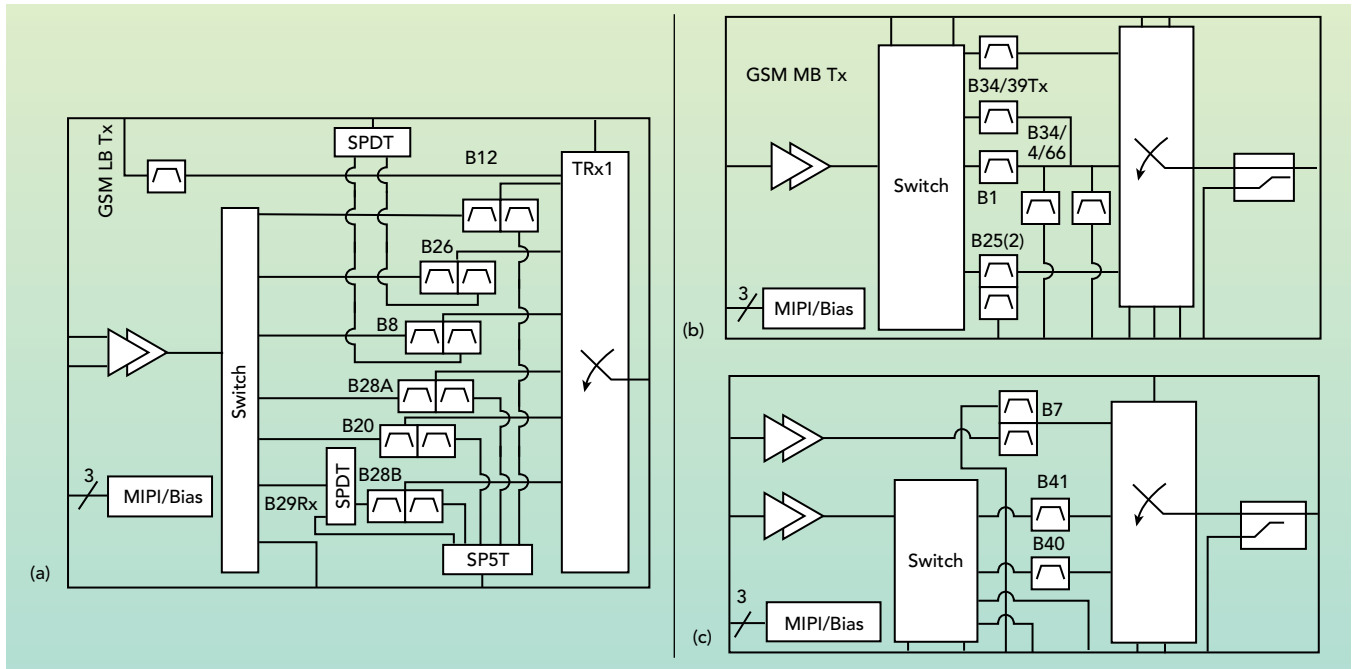 (a)
GSM LB Tx
SPDT
B12
TRx1
B26
B8
Switch
B28A
B20
SPDT
B28B
B29Rx
3
MIPI/Bias
SP5T
(b)
GSM MB Tx
B34/39Tx
B34/
4/66
Switch
B1
B25(2)
3
MIPI/Bias
(c)
B7
B41
B40
Switch
3
MIPI/Bias